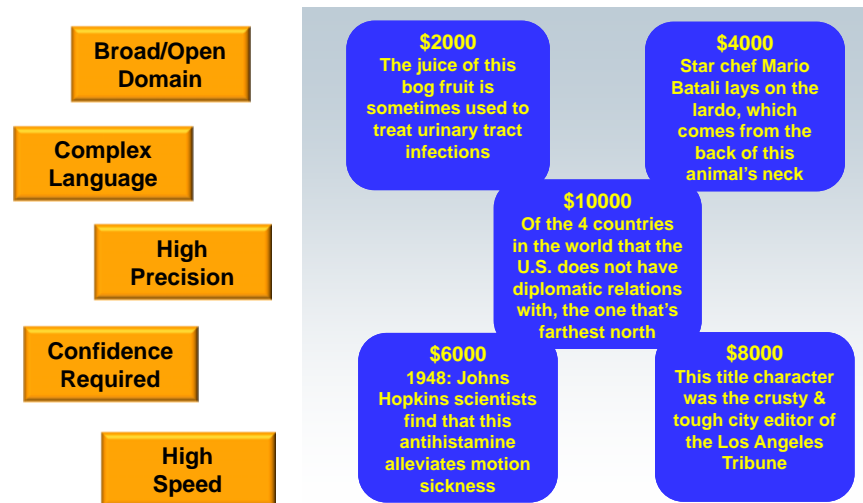 Broad/Open
Domain
Complex
Language
High
Precision
Confidence
Required
High
Speed
$2000
The juice of this
bog fruit is
sometimes used to
treat urinary tract
infections
$4000
Star chef Mario
Batali lays on the
lardo, which
comes from the
back of this
animal's neck
$10000
Of the 4 countries
in the world that the
U.S. does not have
diplomatic relations
with, the one that's
farthest north
$6000
1948: Johns
Hopkins scientists
find that this
antihistamine
alleviates motion
sickness
$8000
This title character
was the crusty &
tough city editor of
the Los Angeles
Tribune